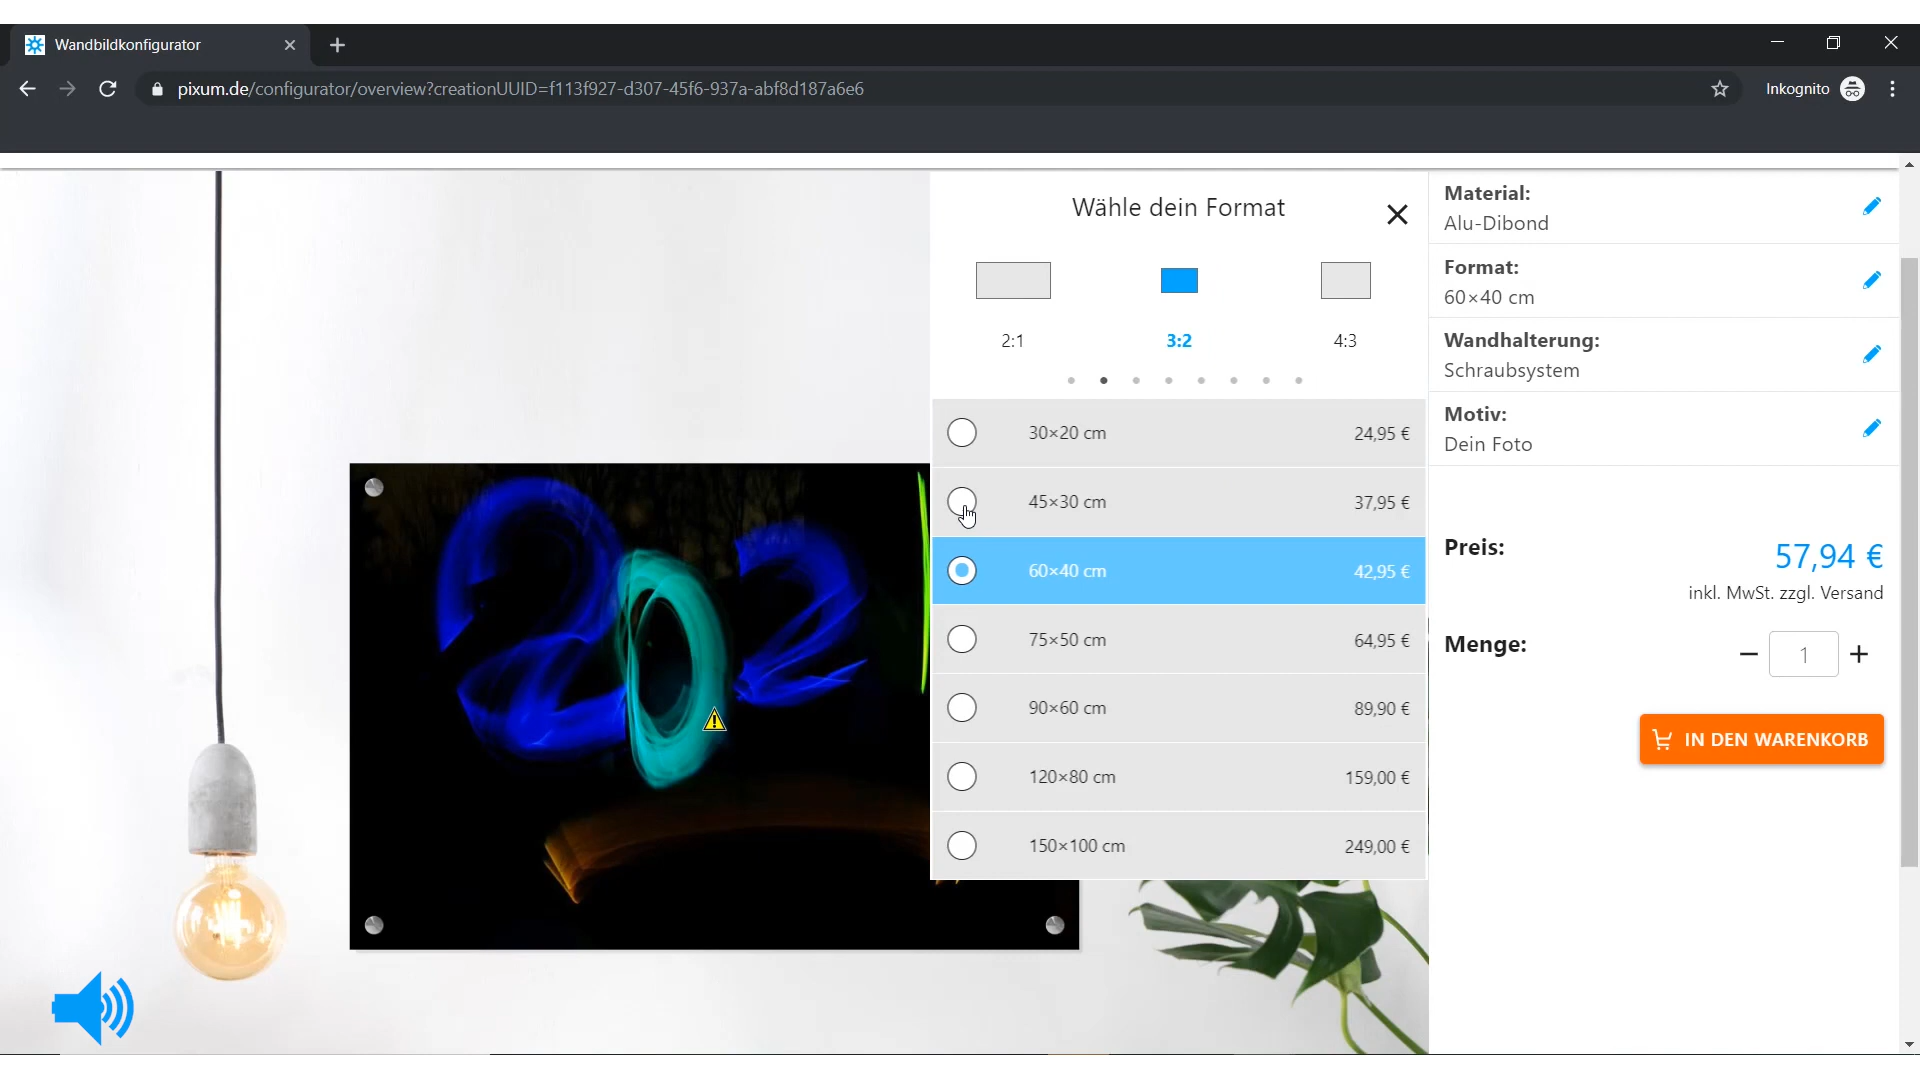 Wandbildkonfigurator
pixum.de/configurator/overview?creationUUID=f113f927-d307-45f6-937a-abf8d187a6e6
Inkognito
Wähle dein Format
2:1
3:2
4:3
30×20 cm 24,95 €
45×30 cm 37,95 €
60×40 cm 42,95 €
75×50 cm 64,95 €
90×60 cm 89,90 €
120×80 cm 159,00 €
150×100 cm 249,00 €
Material:
Alu-Dibond
Format:
60×40 cm
Wandhalterung:
Schraubsystem
Motiv:
Dein Foto
Preis:
57,94 €
inkl. MwSt. zzgl. Versand
Menge:
1
IN DEN WARENKORB
202